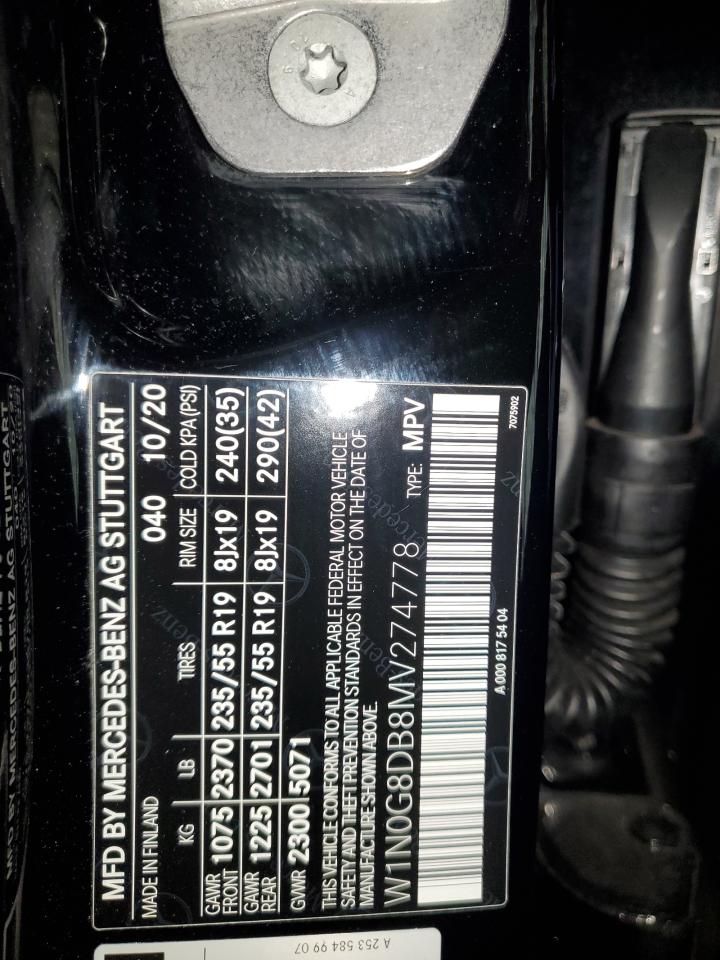 MFD BY MERCEDES-BENZ AG STUTTGART
MADE IN FINLAND 040 10/20
KG LB TIRES RIM SIZE COLD KPA(PSI)
GAWR FRONT 1075 2370 235/55 R19 8Jx19 240(35)
GAWR REAR 1225 2701 235/55 R19 8Jx19 290(42)
GVWR 2300 5071
THIS VEHICLE CONFORMS TO ALL APPLICABLE FEDERAL MOTOR VEHICLE
SAFETY AND THEFT PREVENTION STANDARDS IN EFFECT ON THE DATE OF
MANUFACTURE SHOWN ABOVE.
W1N0G8DB8MV274778 TYPE: MPV
A 000 817 54 04
7075902
A 253 584 99 07